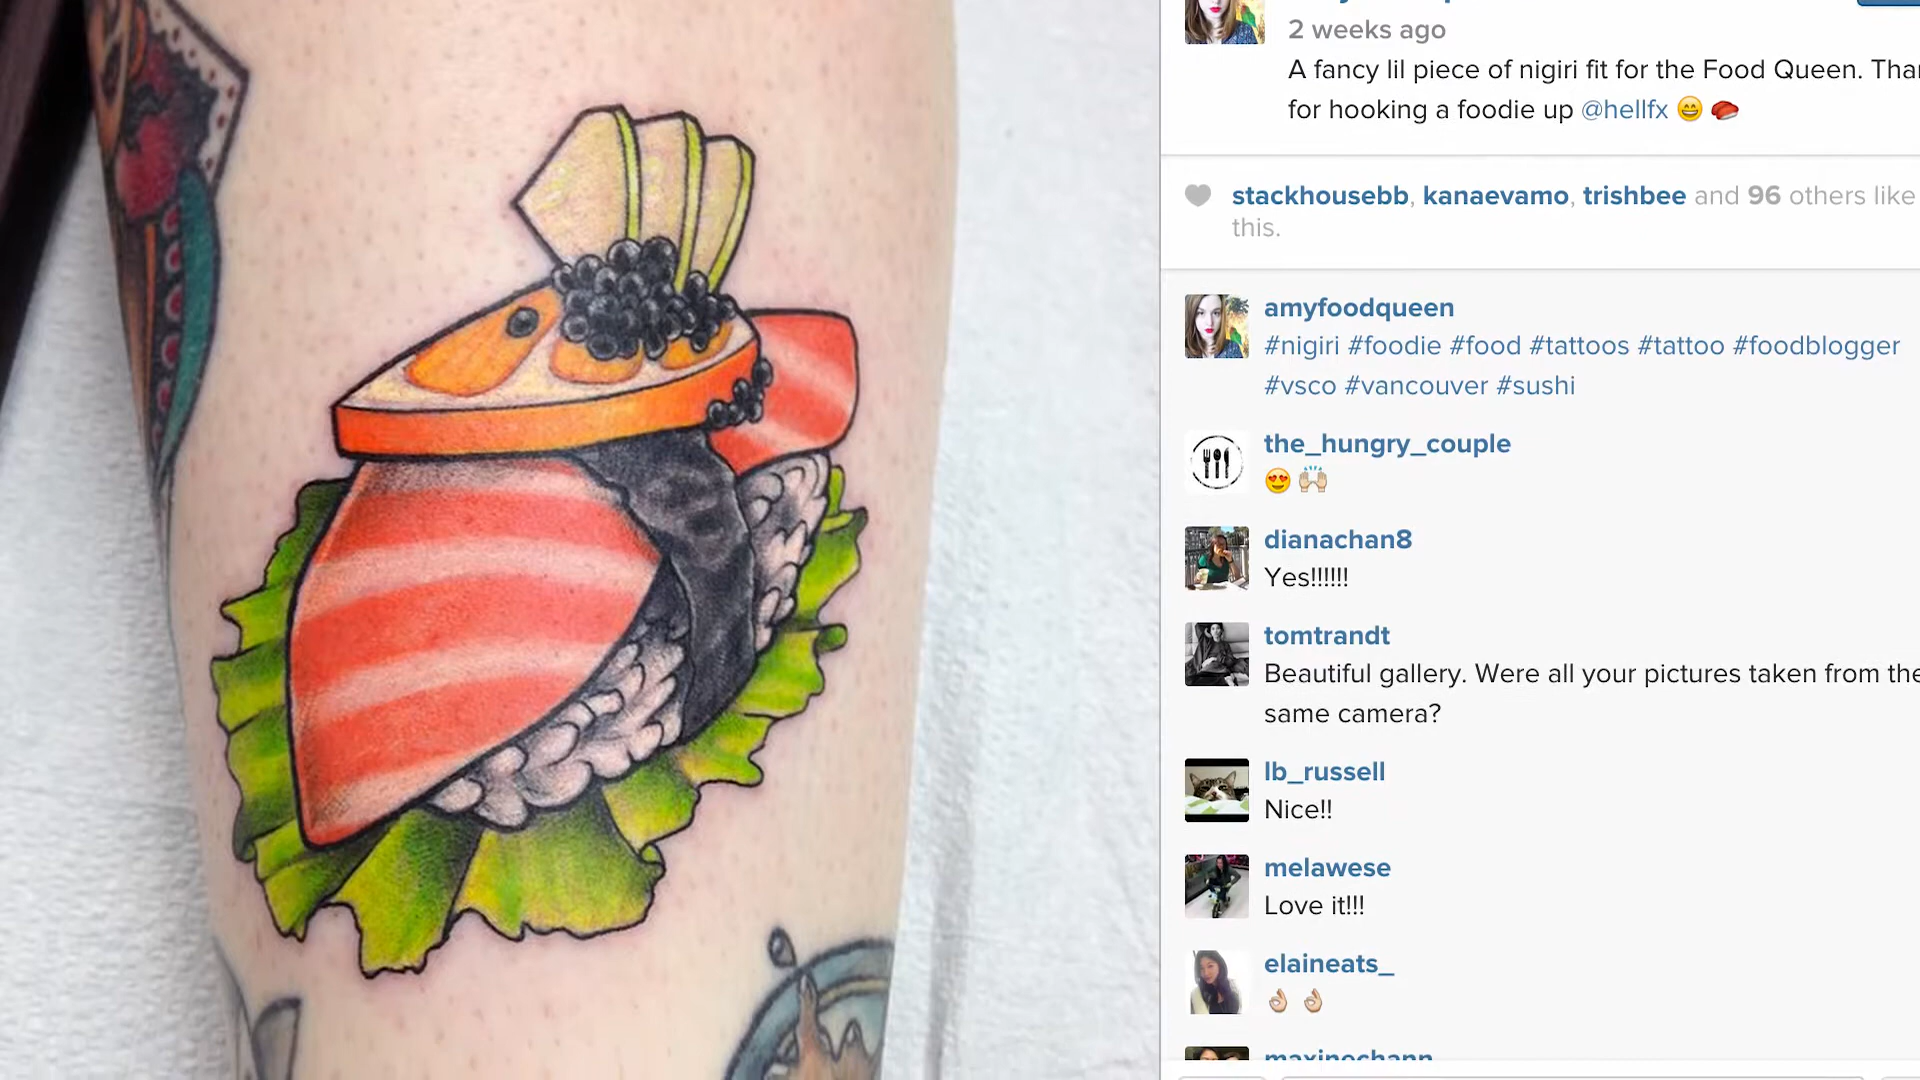 2 weeks ago
A fancy lil piece of nigiri fit for the Food Queen.
for hooking a foodie up @hellfx 😄 🍣
stackhousebb, kanaevamo, trishbee and 96 others like
this.
amyfoodqueen
#nigiri #foodie #food #tattoos #tattoo #foodblogger
#vsco #vancouver #sushi
the_hungry_couple
😍 🙌🏼
dianachan8
Yes!!!!!!
tomtrandt
Beautiful gallery. Were all your pictures taken from the
same camera?
lb_russell
Nice!!
melawese
Love it!!!
elaineats_
👌🏼 👌🏼
maxinechann